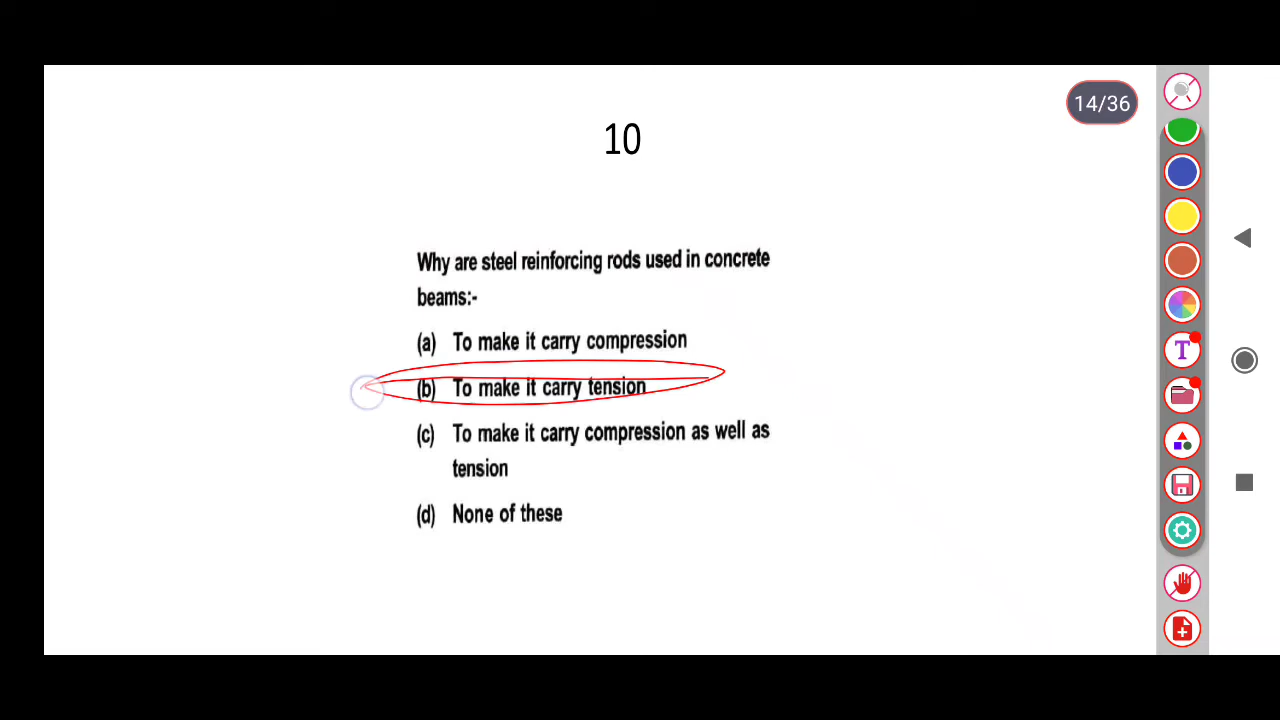 14/36
10
Why are steel reinforcing rods used in concrete
beams:-
(a) To make it carry compression
(b) To make it carry tension
(c) To make it carry compression as well as
tension
(d) None of these
T